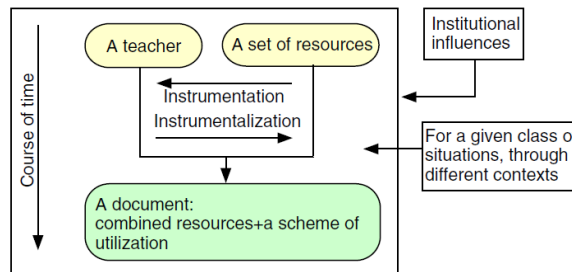 A teacher
A set of resources
Institutional
influences
Instrumentation
Instrumentalization
Course of time
For a given class o
situations, through
different contexts
A document:
combined resources+a scheme of
utilization